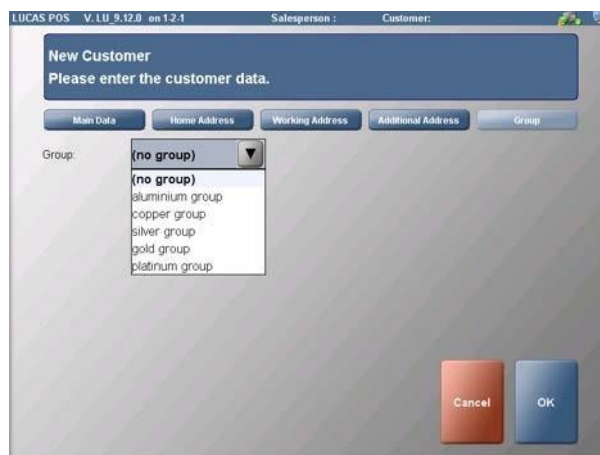 LUCAS POS V. LU_9.12.0 on 1-2-1 Salesperson : Customer:
New Customer
Please enter the customer data.
Main Data Home Address Working Address Additional Address Group
Group: (no group)
(no group)
aluminium group
copper group
silver group
gold group
platinum group
Cancel OK